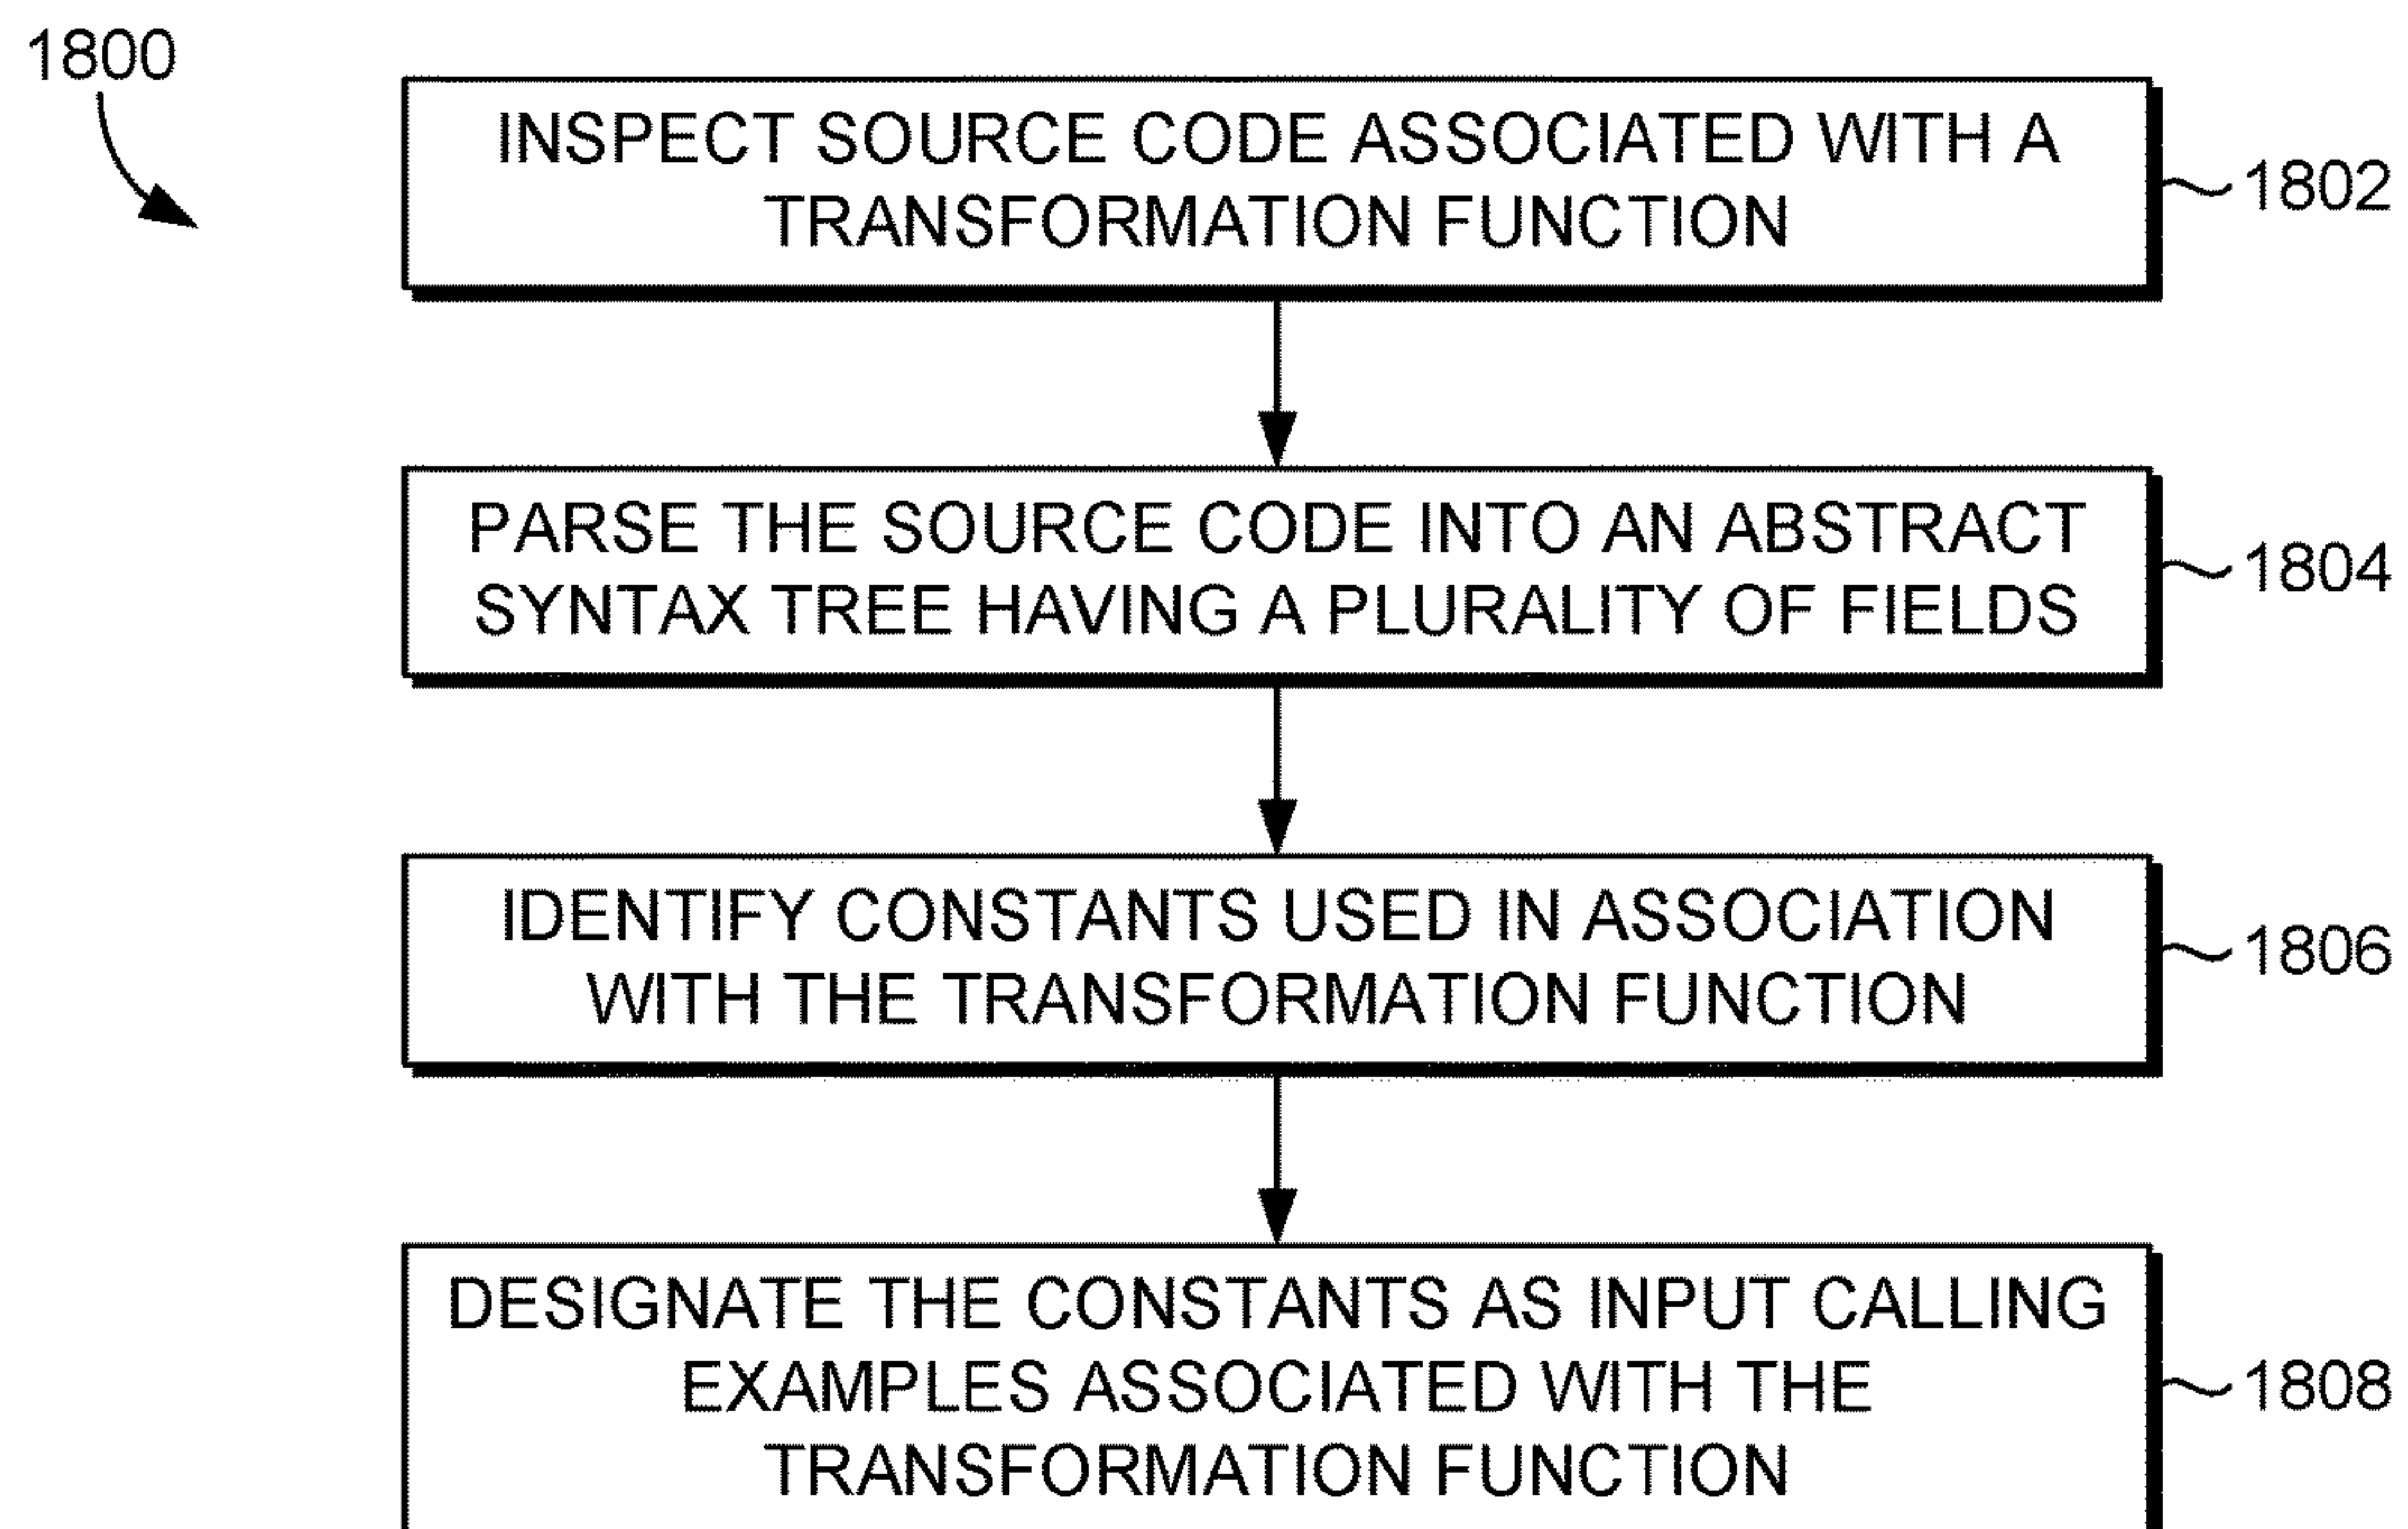 1800
INSPECT SOURCE CODE ASSOCIATED WITH A
TRANSFORMATION FUNCTION
1802
PARSE THE SOURCE CODE INTO AN ABSTRACT
SYNTAX TREE HAVING A PLURALITY OF FIELDS
1804
IDENTIFY CONSTANTS USED IN ASSOCIATION
WITH THE TRANSFORMATION FUNCTION
1806
DESIGNATE THE CONSTANTS AS INPUT CALLING
EXAMPLES ASSOCIATED WITH THE
TRANSFORMATION FUNCTION
1808